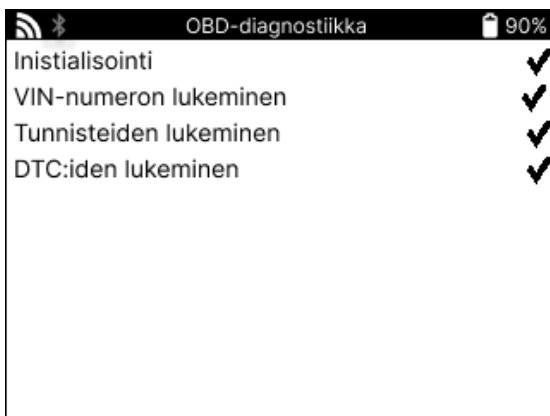 OBD-diagnostiikka 90%
Inistialisointi
VIN-numeron lukeminen
Tunnisteiden lukeminen
DTC:iden lukeminen